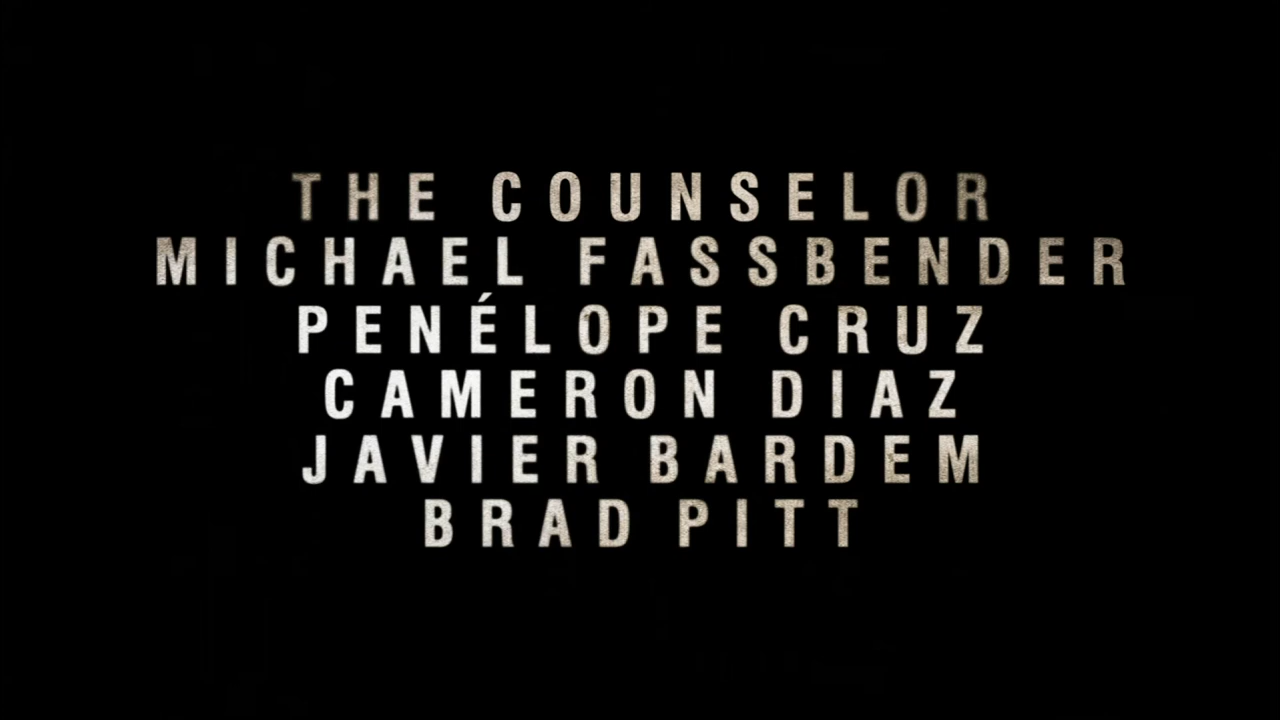 THE COUNSELOR
MICHAEL FASSBENDER
PENÉLOPE CRUZ
CAMERON DIAZ
JAVIER BARDEM
BRAD PITT